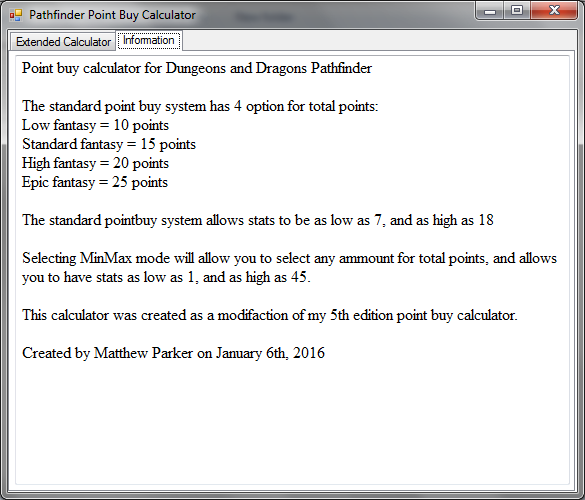 Pathfinder Point Buy Calculator
Extended Calculator Information
Point buy calculator for Dungeons and Dragons Pathfinder
The standard point buy system has 4 option for total points:
Low fantasy = 10 points
Standard fantasy = 15 points
High fantasy = 20 points
Epic fantasy = 25 points
The standard pointbuy system allows stats to be as low as 7, and as high as 18
Selecting MinMax mode will allow you to select any ammount for total points, and allows
you to have stats as low as 1, and as high as 45.
This calculator was created as a modifaction of my 5th edition point buy calculator.
Created by Matthew Parker on January 6th, 2016